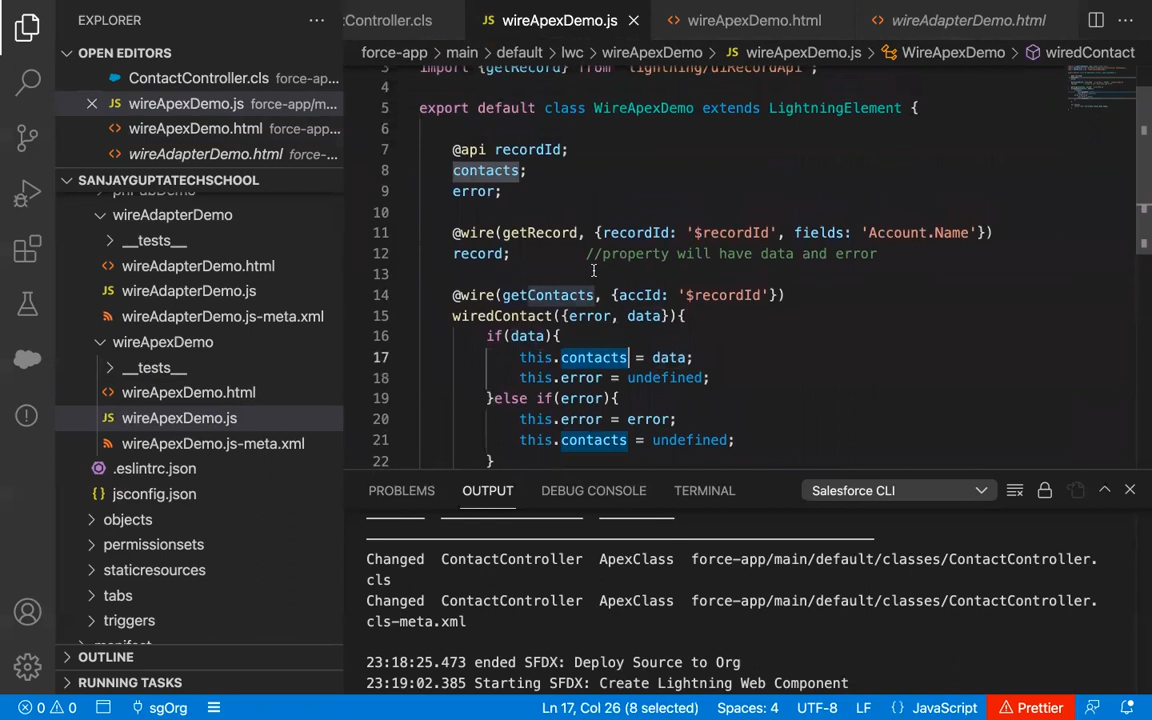 EXPLORER
OPEN EDITORS
ContactController.cls force-ap...
wireApexDemo.js force-app/m...
wireApexDemo.html force-app...
wireAdapterDemo.html force-...
SANJAYGUPTATECHSCHOOL
wireAdapterDemo
__tests__
wireAdapterDemo.html
wireAdapterDemo.js
wireAdapterDemo.js-meta.xml
wireApexDemo
__tests__
wireApexDemo.html
wireApexDemo.js
wireApexDemo.js-meta.xml
.eslintrc.json
jsconfig.json
objects
permissionsets
staticresources
tabs
triggers
OUTLINE
RUNNING TASKS
tController.cls
wireApexDemo.js
wireApexDemo.html
wireAdapterDemo.html
force-app > main > default > lwc > wireApexDemo > wireApexDemo.js > WireApexDemo > wiredContact
3 import {getRecord} from 'lightning/uiRecordApi';
4
5 export default class WireApexDemo extends LightningElement {
6
7 @api recordId;
8 contacts;
9 error;
10
11 @wire(getRecord, {recordId: '$recordId', fields: 'Account.Name'})
12 record; //property will have data and error
13
14 @wire(getContacts, {accId: '$recordId'})
15 wiredContact({error, data}){
16 if(data){
17 this.contacts = data;
18 this.error = undefined;
19 }else if(error){
20 this.error = error;
21 this.contacts = undefined;
22 }
PROBLEMS OUTPUT DEBUG CONSOLE TERMINAL Salesforce CLI
Changed ContactController ApexClass force-app/main/default/classes/ContactController.
cls
Changed ContactController ApexClass force-app/main/default/classes/ContactController.
cls-meta.xml
23:18:25.473 ended SFDX: Deploy Source to Org
23:19:02.385 Starting SFDX: Create Lightning Web Component
0 0 sgOrg Ln 17, Col 26 (8 selected) Spaces: 4 UTF-8 LF {} JavaScript Prettier